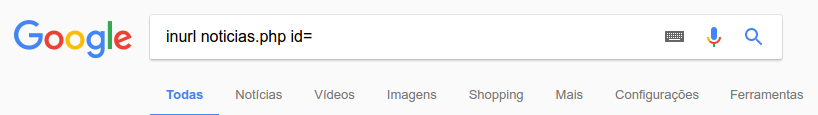 Google inurl noticias.php id=
Todas Notícias Vídeos Imagens Shopping Mais Configurações Ferramentas